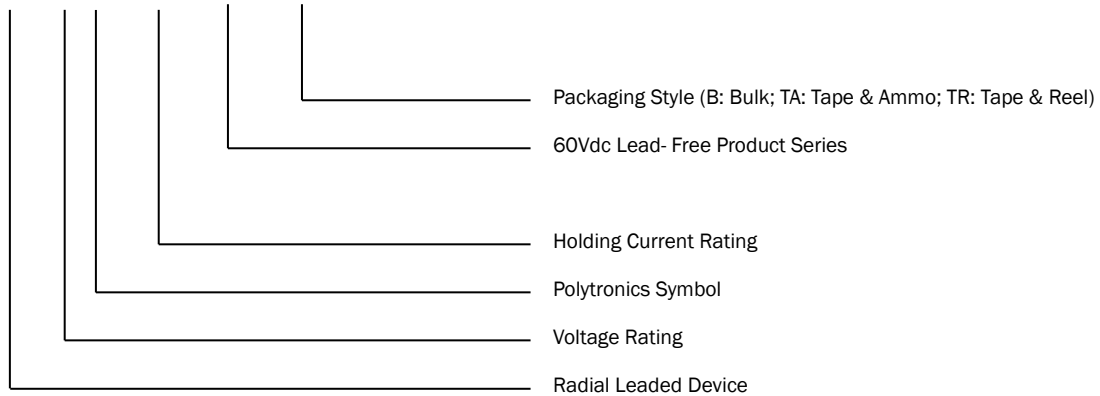 Packaging Style (B: Bulk; TA: Tape & Ammo; TR: Tape & Reel)
60Vdc Lead- Free Product Series
Holding Current Rating
Polytronics Symbol
Voltage Rating
Radial Leaded Device